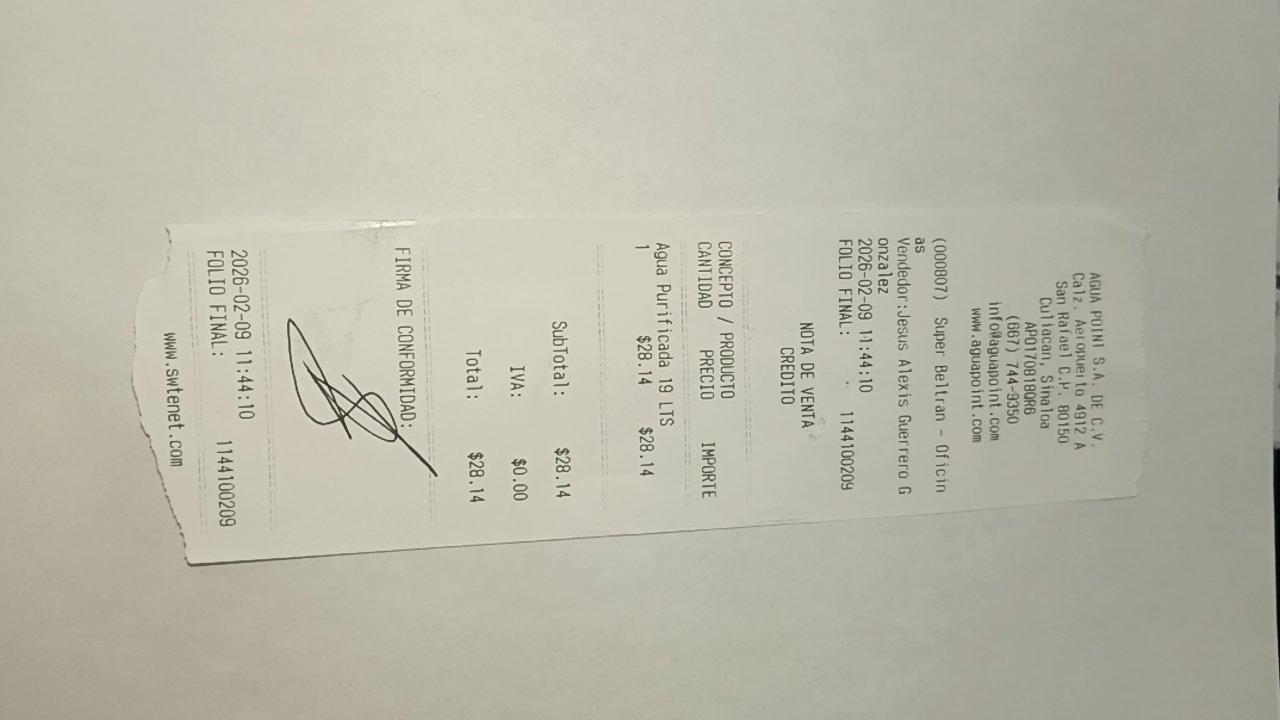 AGUA POINT S.A. DE C.V.
Calz. Aeropuerto 4912 A
San Rafael C.P. 80150
Culiacan, Sinaloa
APO1708180R6
(667) 744-9350
info@aguapoint.com
www.aguapoint.com
(000807) Super Beltran - Oficin
as
Vendedor:Jesus Alexis Guerrero G
onzalez
2026-02-09 11:44:10
FOLIO FINAL: 1144100209
NOTA DE VENTA
CREDITO
CONCEPTO / PRODUCTO
CANTIDAD PRECIO IMPORTE
Agua Purificada 19 LTS
1 $28.14 $28.14
SubTotal: $28.14
IVA: $0.00
Total: $28.14
FIRMA DE CONFORMIDAD:
2026-02-09 11:44:10
FOLIO FINAL: 1144100209
www.swtenet.com